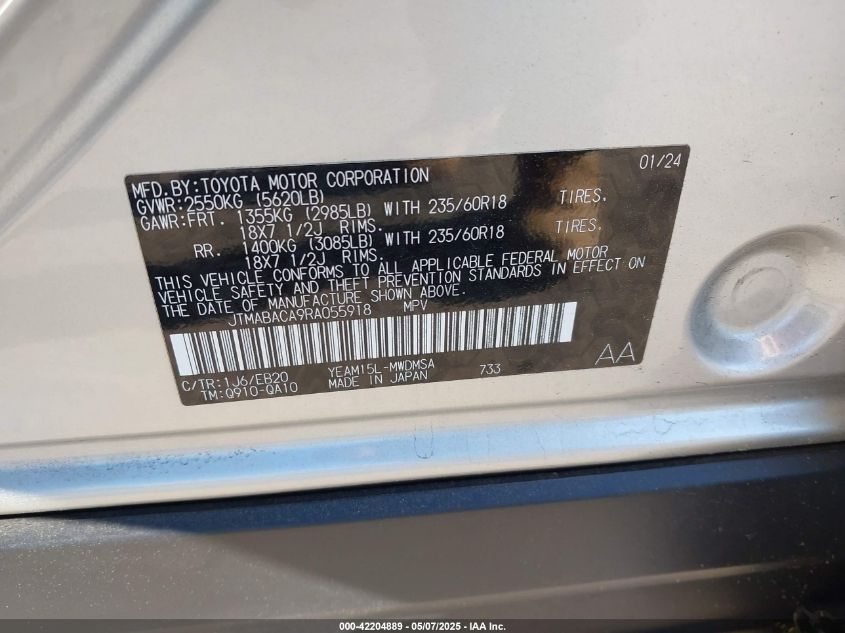 MFD.BY:TOYOTA MOTOR CORPORATION 01/24
GVWR:2550KG (5620LB)
GAWR:FRT. 1355KG (2985LB) WITH 235/60R18 TIRES.
18X7 1/2J RIMS.
RR. 1400KG (3085LB) WITH 235/60R18 TIRES.
18X7 1/2J RIMS.
THIS VEHICLE CONFORMS TO ALL APPLICABLE FEDERAL MOTOR
VEHICLE SAFETY AND THEFT PREVENTION STANDARDS IN EFFECT ON
THE DATE OF MANUFACTURE SHOWN ABOVE.
JTMABACA9RA055918 MPV
C/TR:1J6/EB20 YEAM15L-MWDMSA 733 AA
TM:Q910-QA10 MADE IN JAPAN
000-42204889 - 05/07/2025 - IAA Inc.